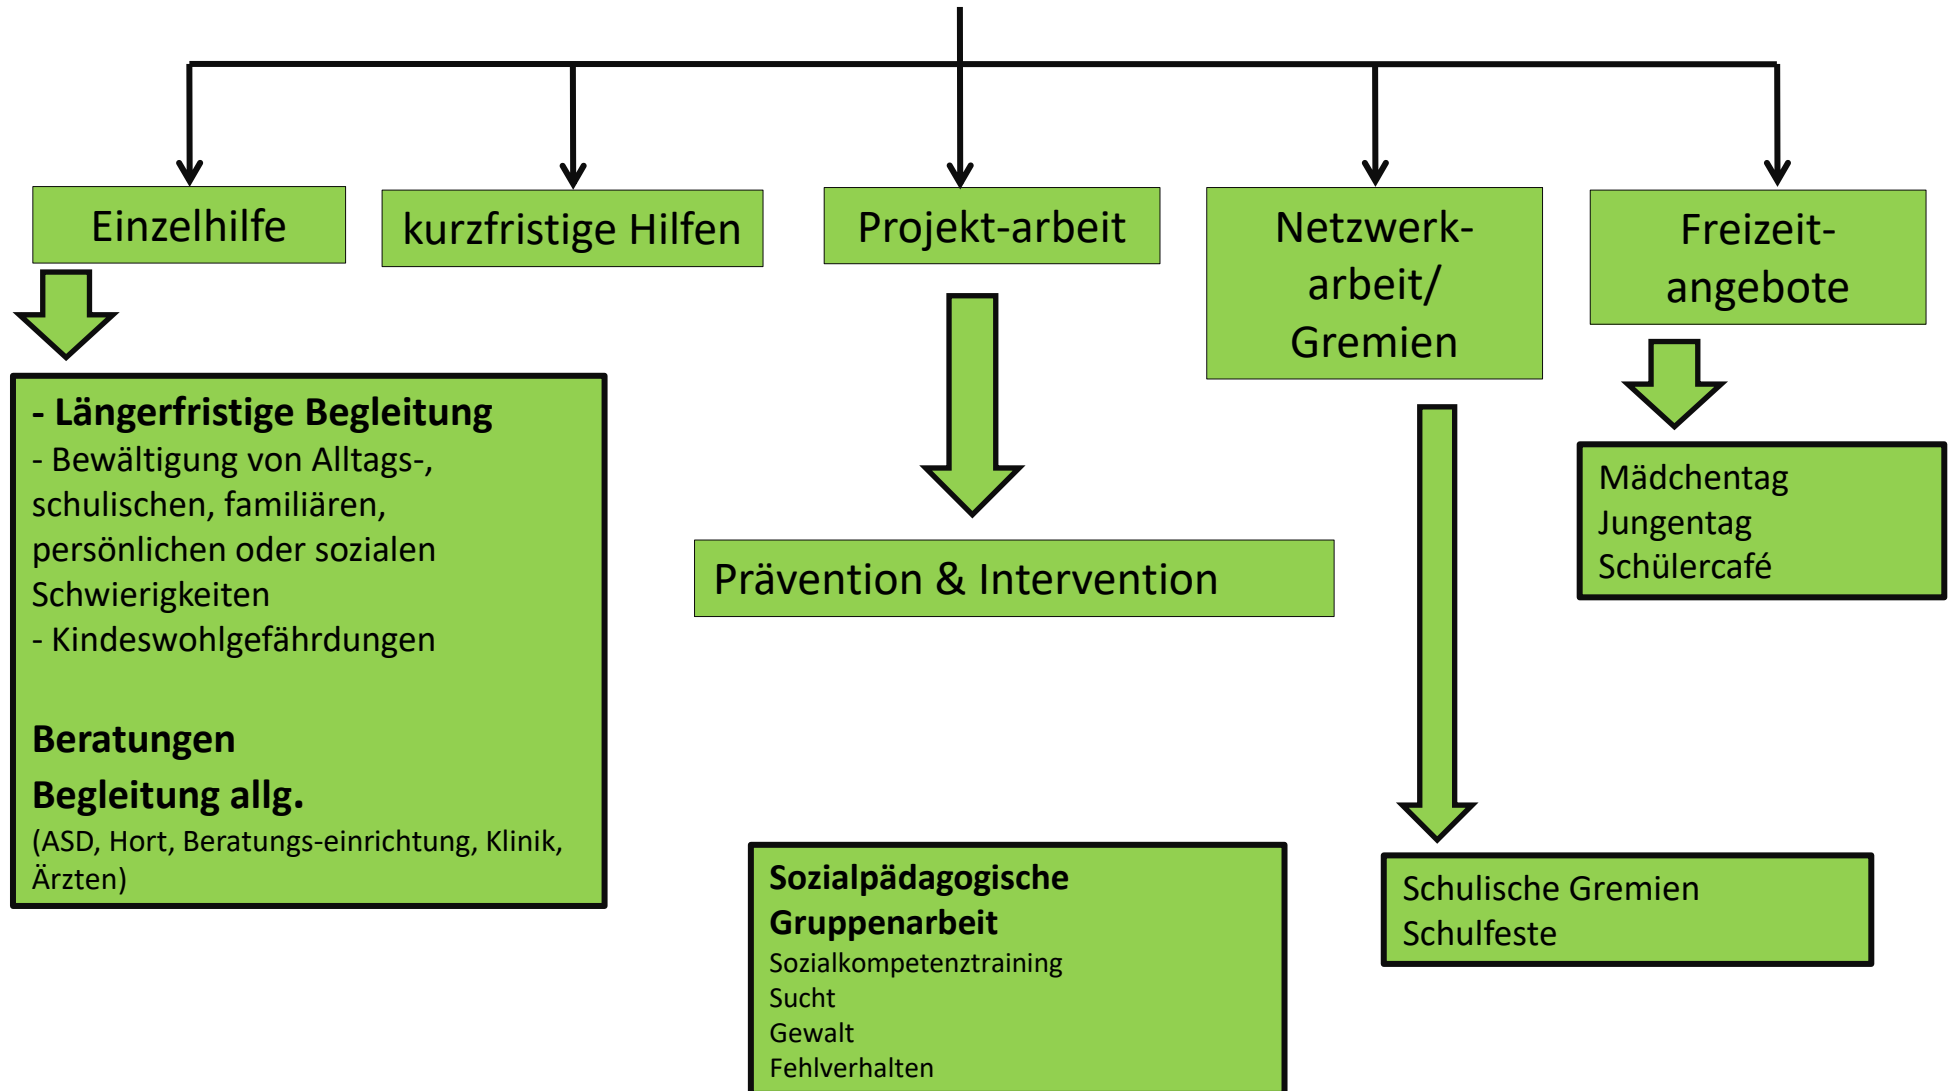 Einzelhilfe
kurzfristige Hilfen
Projekt-arbeit
Netzwerk-
arbeit/
Gremien
Freizeit-
angebote
- Längerfristige Begleitung
- Bewältigung von Alltags-,
schulischen, familiären,
persönlichen oder sozialen
Schwierigkeiten
- Kindeswohlgefährdungen
Beratungen
Begleitung allg.
(ASD, Hort, Beratungs-einrichtung, Klinik,
Ärzten)
Prävention & Intervention
Sozialpädagogische
Gruppenarbeit
Sozialkompetenztraining
Sucht
Gewalt
Fehlverhalten
Schulische Gremien
Schulfeste
Mädchentag
Jungentag
Schülercafé